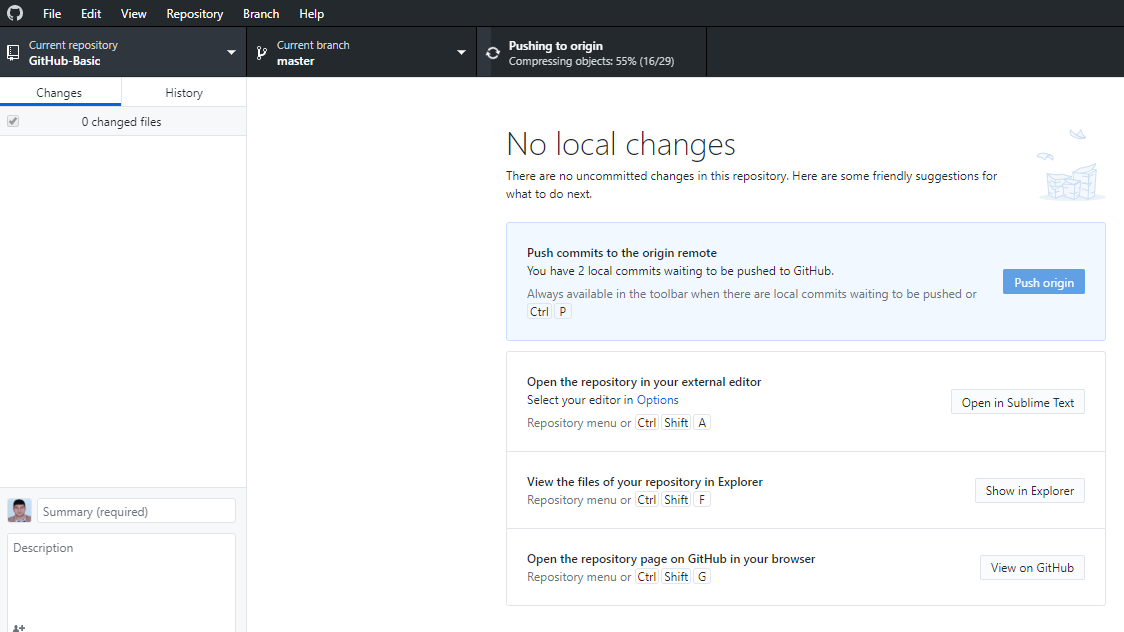 File Edit View Repository Branch Help
Current repository
GitHub-Basic
Current branch
master
Pushing to origin
Compressing objects: 55% (16/29)
Changes History
0 changed files
No local changes
There are no uncommitted changes in this repository. Here are some friendly suggestions for
what to do next.
Push commits to the origin remote
You have 2 local commits waiting to be pushed to GitHub.
Always available in the toolbar when there are local commits waiting to be pushed or
Ctrl P
Push origin
Open the repository in your external editor
Select your editor in Options
Repository menu or Ctrl Shift A
Open in Sublime Text
View the files of your repository in Explorer
Repository menu or Ctrl Shift F
Show in Explorer
Open the repository page on GitHub in your browser
Repository menu or Ctrl Shift G
View on GitHub
Summary (required)
Description